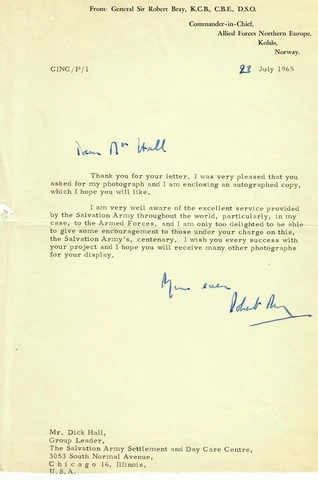 From: General Sir Robert Bray, K.C.B., C.B.E., D.S.O.
Commander-in-Chief,
Allied Forces Northern Europe,
Kolsås,
Norway.
CINC/P/1
23 July 1965
Dear Mr Hall
Thank you for your letter. I was very pleased that you
asked for my photograph and I am enclosing an autographed copy,
which I hope you will like.
I am very well aware of the excellent service provided
by the Salvation Army throughout the world, particularly, in my
case, to the Armed Forces, and I am only too delighted to be able
to give some encouragement to those under your charge on this,
the Salvation Army's, centenary. I wish you every success with
your project and I hope you will receive many other photographs
for your display.
Yours ever
Robert Bray
Mr. Dick Hall,
Group Leader,
The Salvation Army Settlement and Day Care Centre,
3053 South Normal Avenue,
Chicago 16, Illinois.
U.S.A.